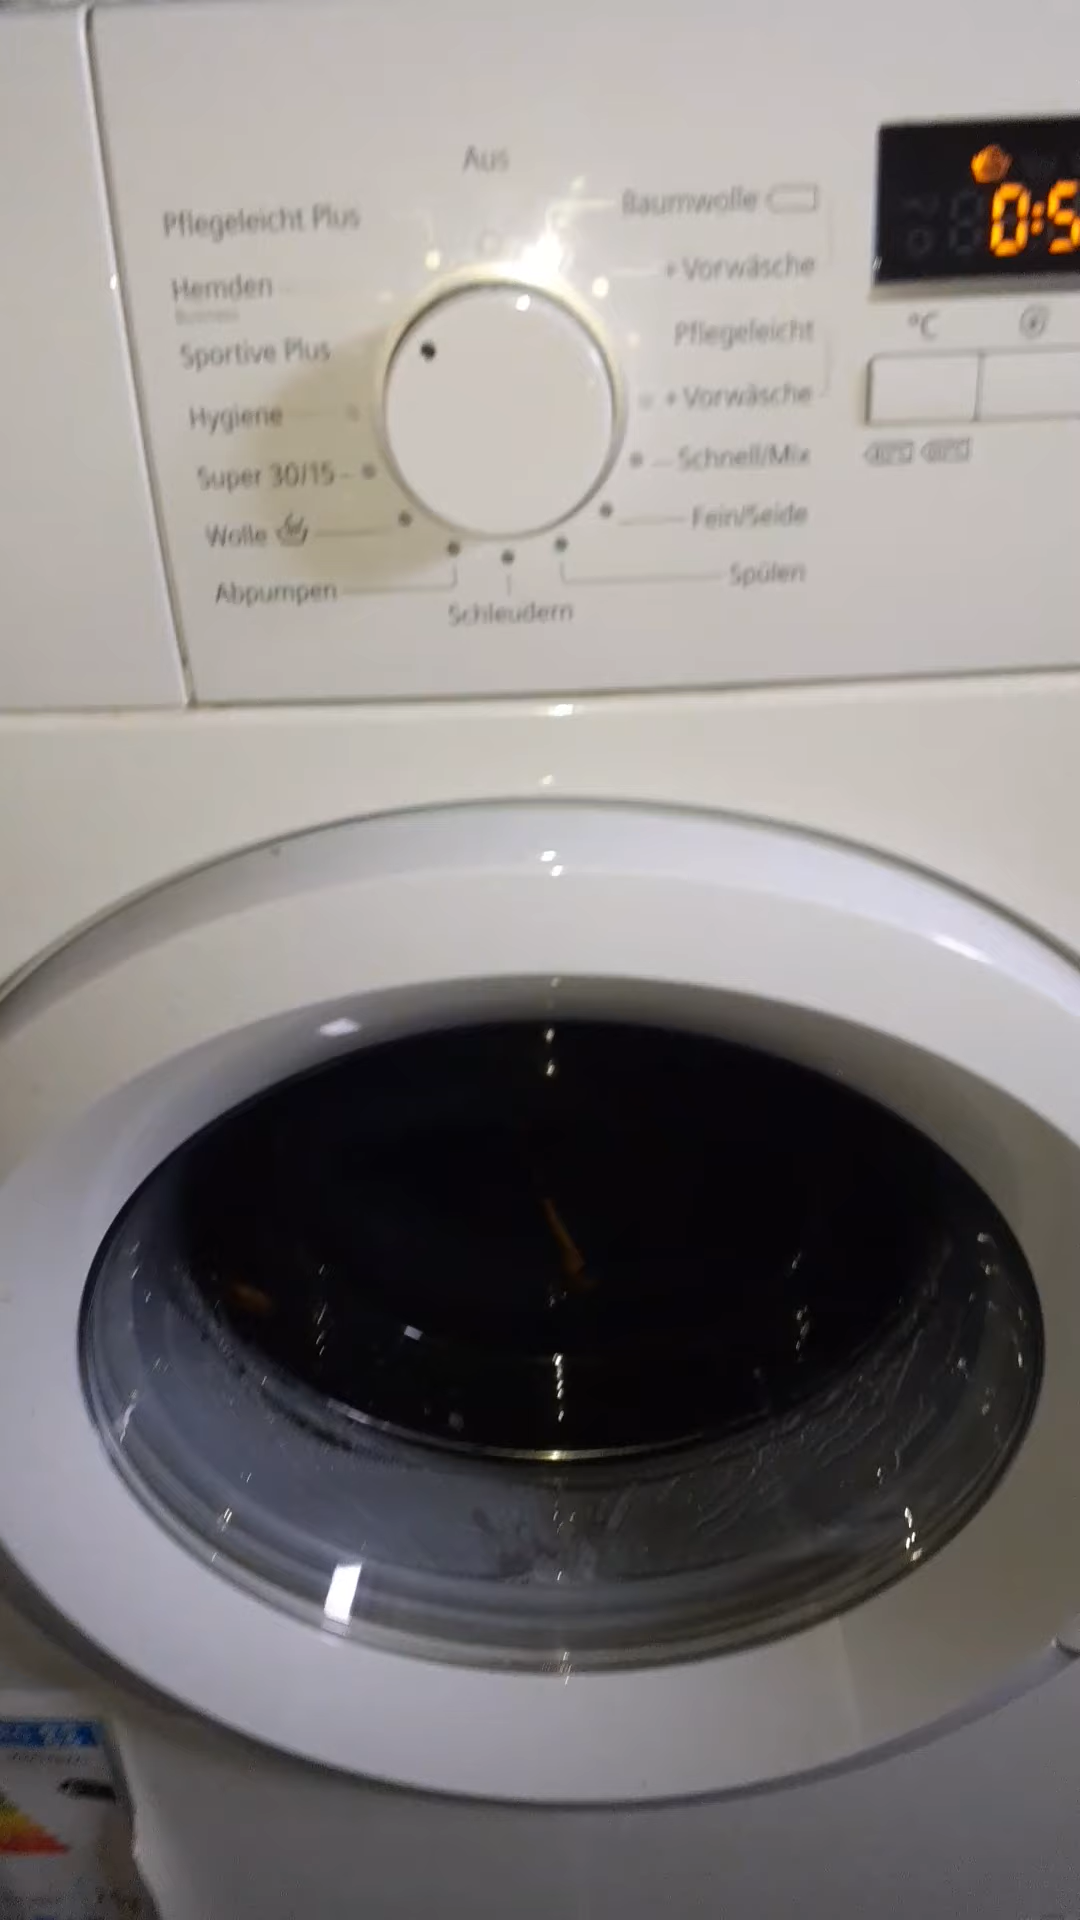 Aus
Pflegeleicht Plus
Hemden
Business
Sportive Plus
Hygiene
Super 30/15
Wolle
Abpumpen
Schleudern
Baumwolle
+ Vorwäsche
Pflegeleicht
+ Vorwäsche
Schnell/Mix
Fein/Seide
Spülen
0:5
°C